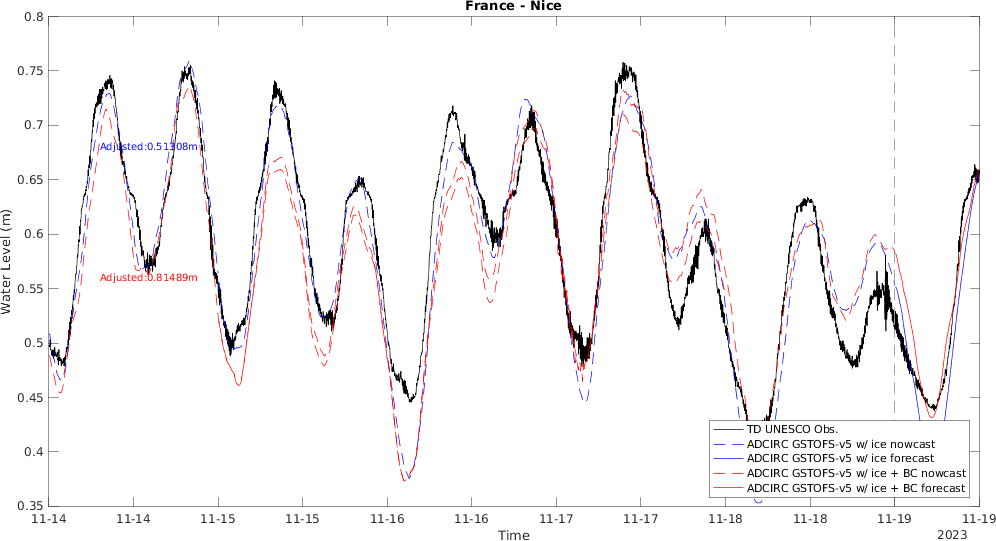 France - Nice
0.8
0.75
0.7
0.65
0.6
0.55
0.5
0.45
0.4
0.35
Water Level (m)
Adjusted:0.51308m
Adjusted:0.81489m
TD UNESCO Obs.
ADCIRC GSTOFS-v5 w/ ice nowcast
ADCIRC GSTOFS-v5 w/ ice forecast
ADCIRC GSTOFS-v5 w/ ice + BC nowcast
ADCIRC GSTOFS-v5 w/ ice + BC forecast
11-14 11-14 11-15 11-15 11-16 11-16 11-17 11-17 11-18 11-18 11-19 11-19
Time
2023